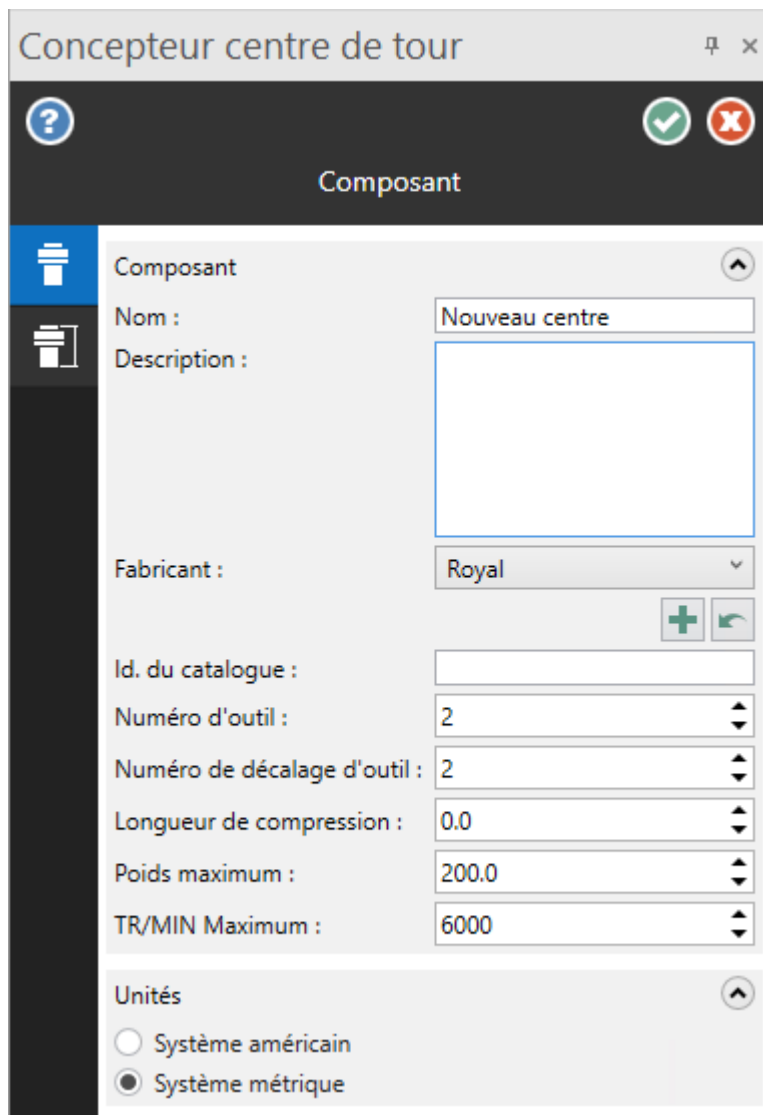 Concepteur centre de tour
Composant
Composant
Nom :
Nouveau centre
Description :
Fabricant :
Royal
Id. du catalogue :
Numéro d'outil :
2
Numéro de décalage d'outil :
2
Longueur de compression :
0.0
Poids maximum :
200.0
TR/MIN Maximum :
6000
Unités
Système américain
Système métrique